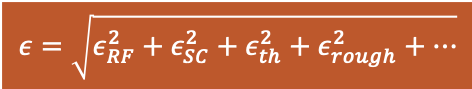 ϵ = √(ϵ²_RF + ϵ²_SC + ϵ²_th + ϵ²_rough + ⋯)